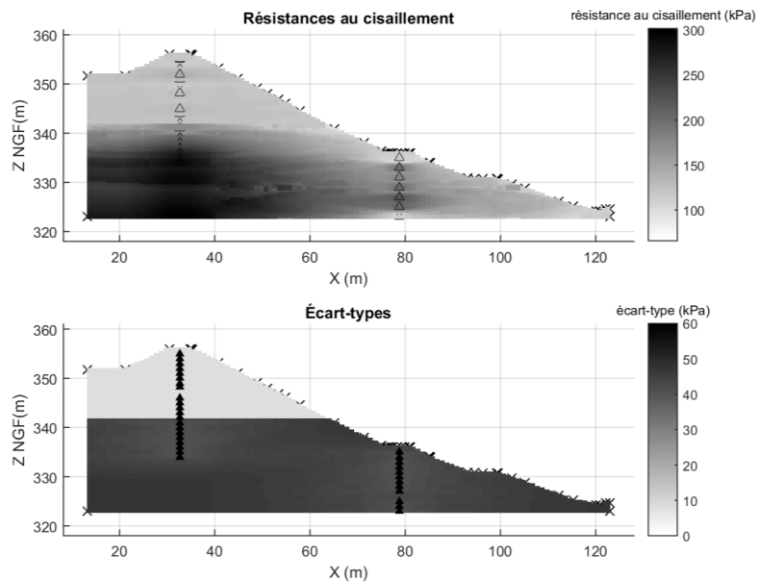 Résistances au cisaillement
résistance au cisaillement (kPa)
360
350
340
330
320
Z NGF(m)
20 40 60 80 100 120
X (m)
300
250
200
150
100
Écart-types
écart-type (kPa)
360
350
340
330
320
Z NGF(m)
20 40 60 80 100 120
X (m)
60
50
40
30
20
10
0